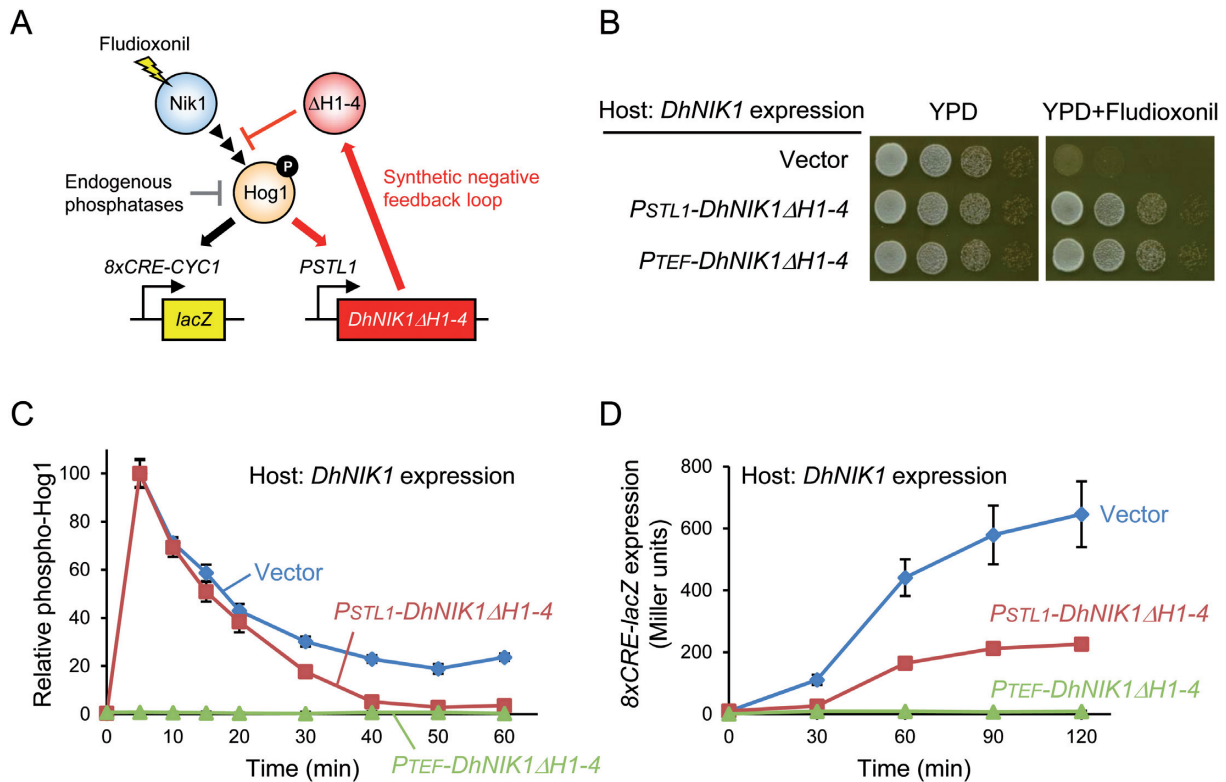 A
Fludioxonil
Nik1
ΔH1-4
P
Endogenous
phosphatases
Hog1
Synthetic negative
feedback loop
8xCRE-CYC1
PSTL1
lacZ
DhNIK1ΔH1-4
B
Host: DhNIK1 expression
YPD
YPD+Fludioxonil
Vector
PSTL1-DhNIK1ΔH1-4
PTEF-DhNIK1ΔH1-4
C
Relative phospho-Hog1
100
80
60
40
20
0
Host: DhNIK1 expression
Vector
PSTL1-DhNIK1ΔH1-4
0 10 20 30 40 50 60
PTEF-DhNIK1ΔH1-4
Time (min)
D
8xCRE-lacZ expression
(Miller units)
800
600
400
200
0
Host: DhNIK1 expression
Vector
PSTL1-DhNIK1ΔH1-4
PTEF-DhNIK1ΔH1-4
0 30 60 90 120
Time (min)